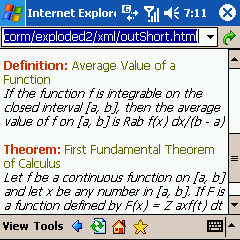 Internet Explor 7:11
corm/exploded2/xml/outShort.html
Definition: Average Value of a
Function
If the function f is integrable on the
closed interval [a, b], then the average
value of f on [a, b] is Rab f(x) dx/(b - a)
Theorem: First Fundamental Theorem
of Calculus
Let f be a continuous function on [a, b]
and let x be any number in [a, b]. If F is
a function defined by F(x) = Z axf(t) dt
View Tools